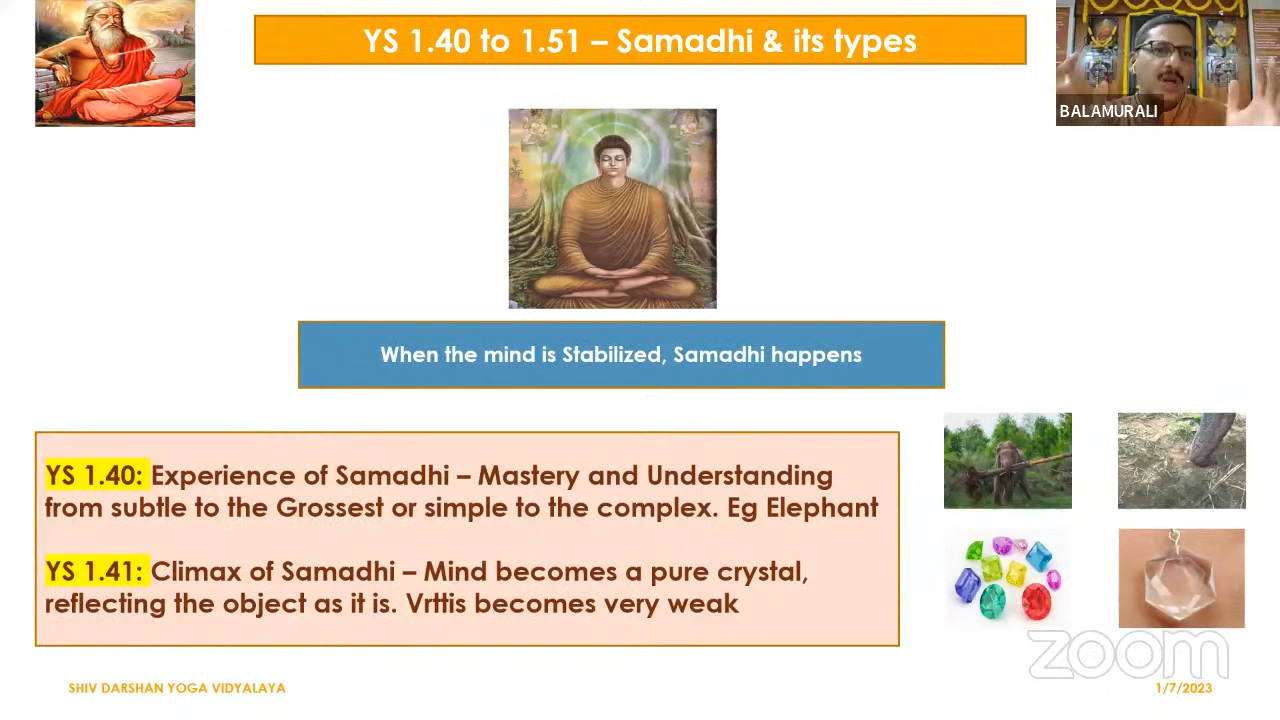 YS 1.40 to 1.51 – Samadhi & its types
BALAMURALI
When the mind is Stabilized, Samadhi happens
YS 1.40: Experience of Samadhi – Mastery and Understanding
from subtle to the Grossest or simple to the complex. Eg Elephant
YS 1.41: Climax of Samadhi – Mind becomes a pure crystal,
reflecting the object as it is. Vrttis becomes very weak
zoom
SHIV DARSHAN YOGA VIDYALAYA
1/7/2023